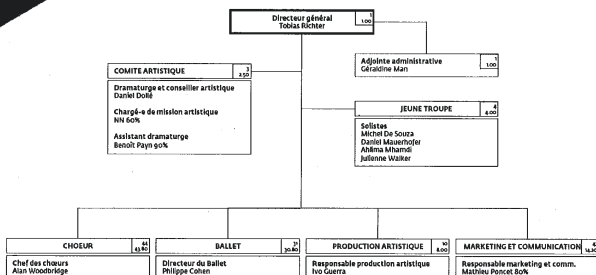 Directeur général 1
Tobias Richter 1.00
Adjointe administrative 1
Géraldine Man 1.00
COMITE ARTISTIQUE 3
2.50
Dramaturge et conseiller artistique
Daniel Dollé
Chargé-e de mission artistique
NN 60%
Assistant dramaturge
Benoît Payn 90%
JEUNE TROUPE 4
4.00
Solistes
Michel De Souza
Daniel Mauerhofer
Ahlima Mhamdi
Julienne Walker
CHOEUR 44
43.80
Chef des choeurs
Alan Woodbridge
BALLET 31
30.80
Directeur du Ballet
Philippe Cohen
PRODUCTION ARTISTIQUE 10
8.00
Responsable production artistique
Ivo Guerra
MARKETING ET COMMUNICATION
14.20
Responsable marketing et comm.
Mathieu Poncet 80%